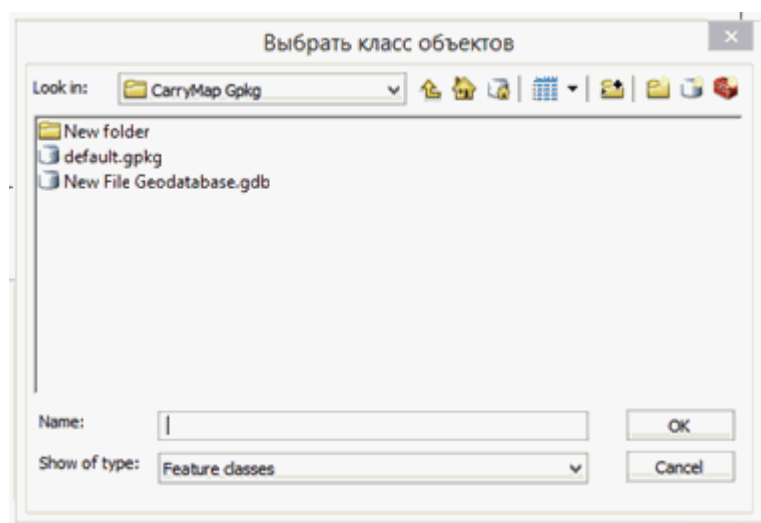 Выбрать класс объектов
Look in: CarryMap Gpkg
New folder
default.gpkg
New File Geodatabase.gdb
Name:
OK
Show of type: Feature classes
Cancel